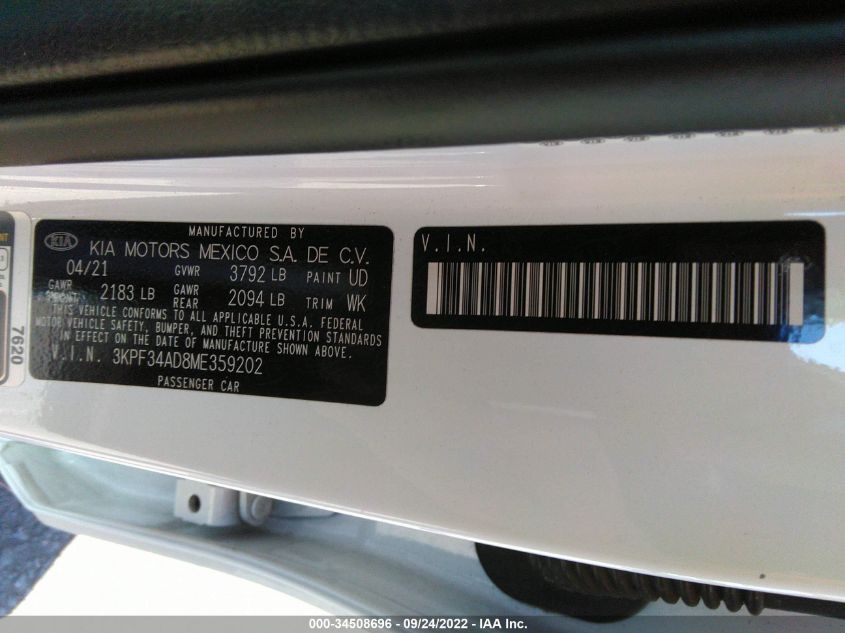 MANUFACTURED BY
KIA
KIA MOTORS MEXICO S.A. DE C.V.
04/21 GVWR 3792 LB PAINT UD
GAWR FRONT 2183 LB GAWR REAR 2094 LB TRIM WK
THIS VEHICLE CONFORMS TO ALL APPLICABLE U.S.A. FEDERAL
MOTOR VEHICLE SAFETY, BUMPER, AND THEFT PREVENTION STANDARDS
IN EFFECT ON THE DATE OF MANUFACTURE SHOWN ABOVE.
V.I.N. 3KPF34AD8ME359202
PASSENGER CAR
V.I.N.
7620
000-34508696 - 09/24/2022 - IAA Inc.